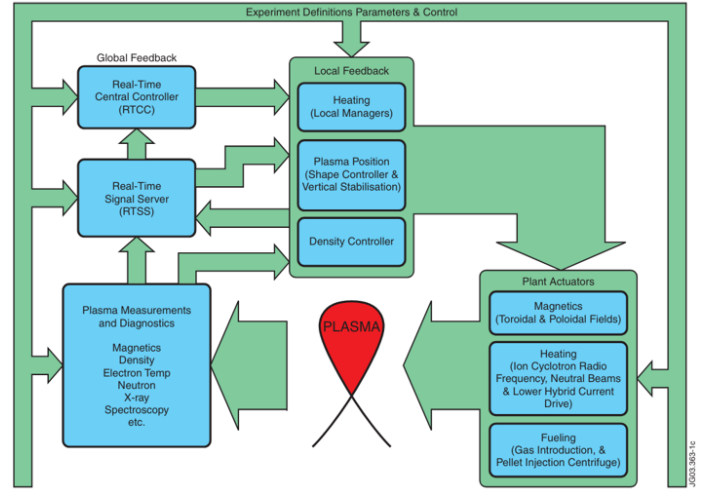 Experiment Definitions Parameters & Control
Global Feedback
Real-Time
Central Controller
(RTCC)
Real-Time
Signal Server
(RTSS)
Plasma Measurements
and Diagnostics
Magnetics
Density
Electron Temp
Neutron
X-ray
Spectroscopy
etc.
Local Feedback
Heating
(Local Managers)
Plasma Position
(Shape Controller &
Vertical Stabilisation)
Density Controller
PLASMA
Plant Actuators
Magnetics
(Toroidal & Poloidal Fields)
Heating
(Ion Cyclotron Radio
Frequency, Neutral Beams
& Lower Hybrid Current
Drive)
Fueling
(Gas Introduction, &
Pellet Injection Centrifuge)
JG03.363-1c